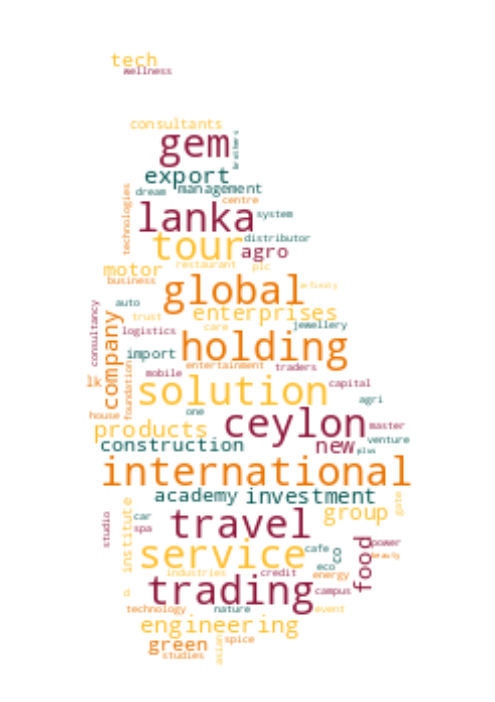 tech
wellness
consultants
brothers
gem
export
dream
management
technologies
centre
lanka
system
tour
distributor
agro
restaurant
plc
motor
business
global
infinity
auto
enterprises
trust
jewellery
consultancy
logistics
care
import
holding
company
entertainment
traders
mobile
lk
foundation
solution
capital
agri
house
one
ceylon
master
products
construction
new
venture
plus
international
academy
investment
gate
studio
institute
car
spa
travel
group
service
cafe
g
food
power
beauty
eco
industries
credit
energy
d
trading
campus
technology
nature
event
engineering
green
spice
studies
asian